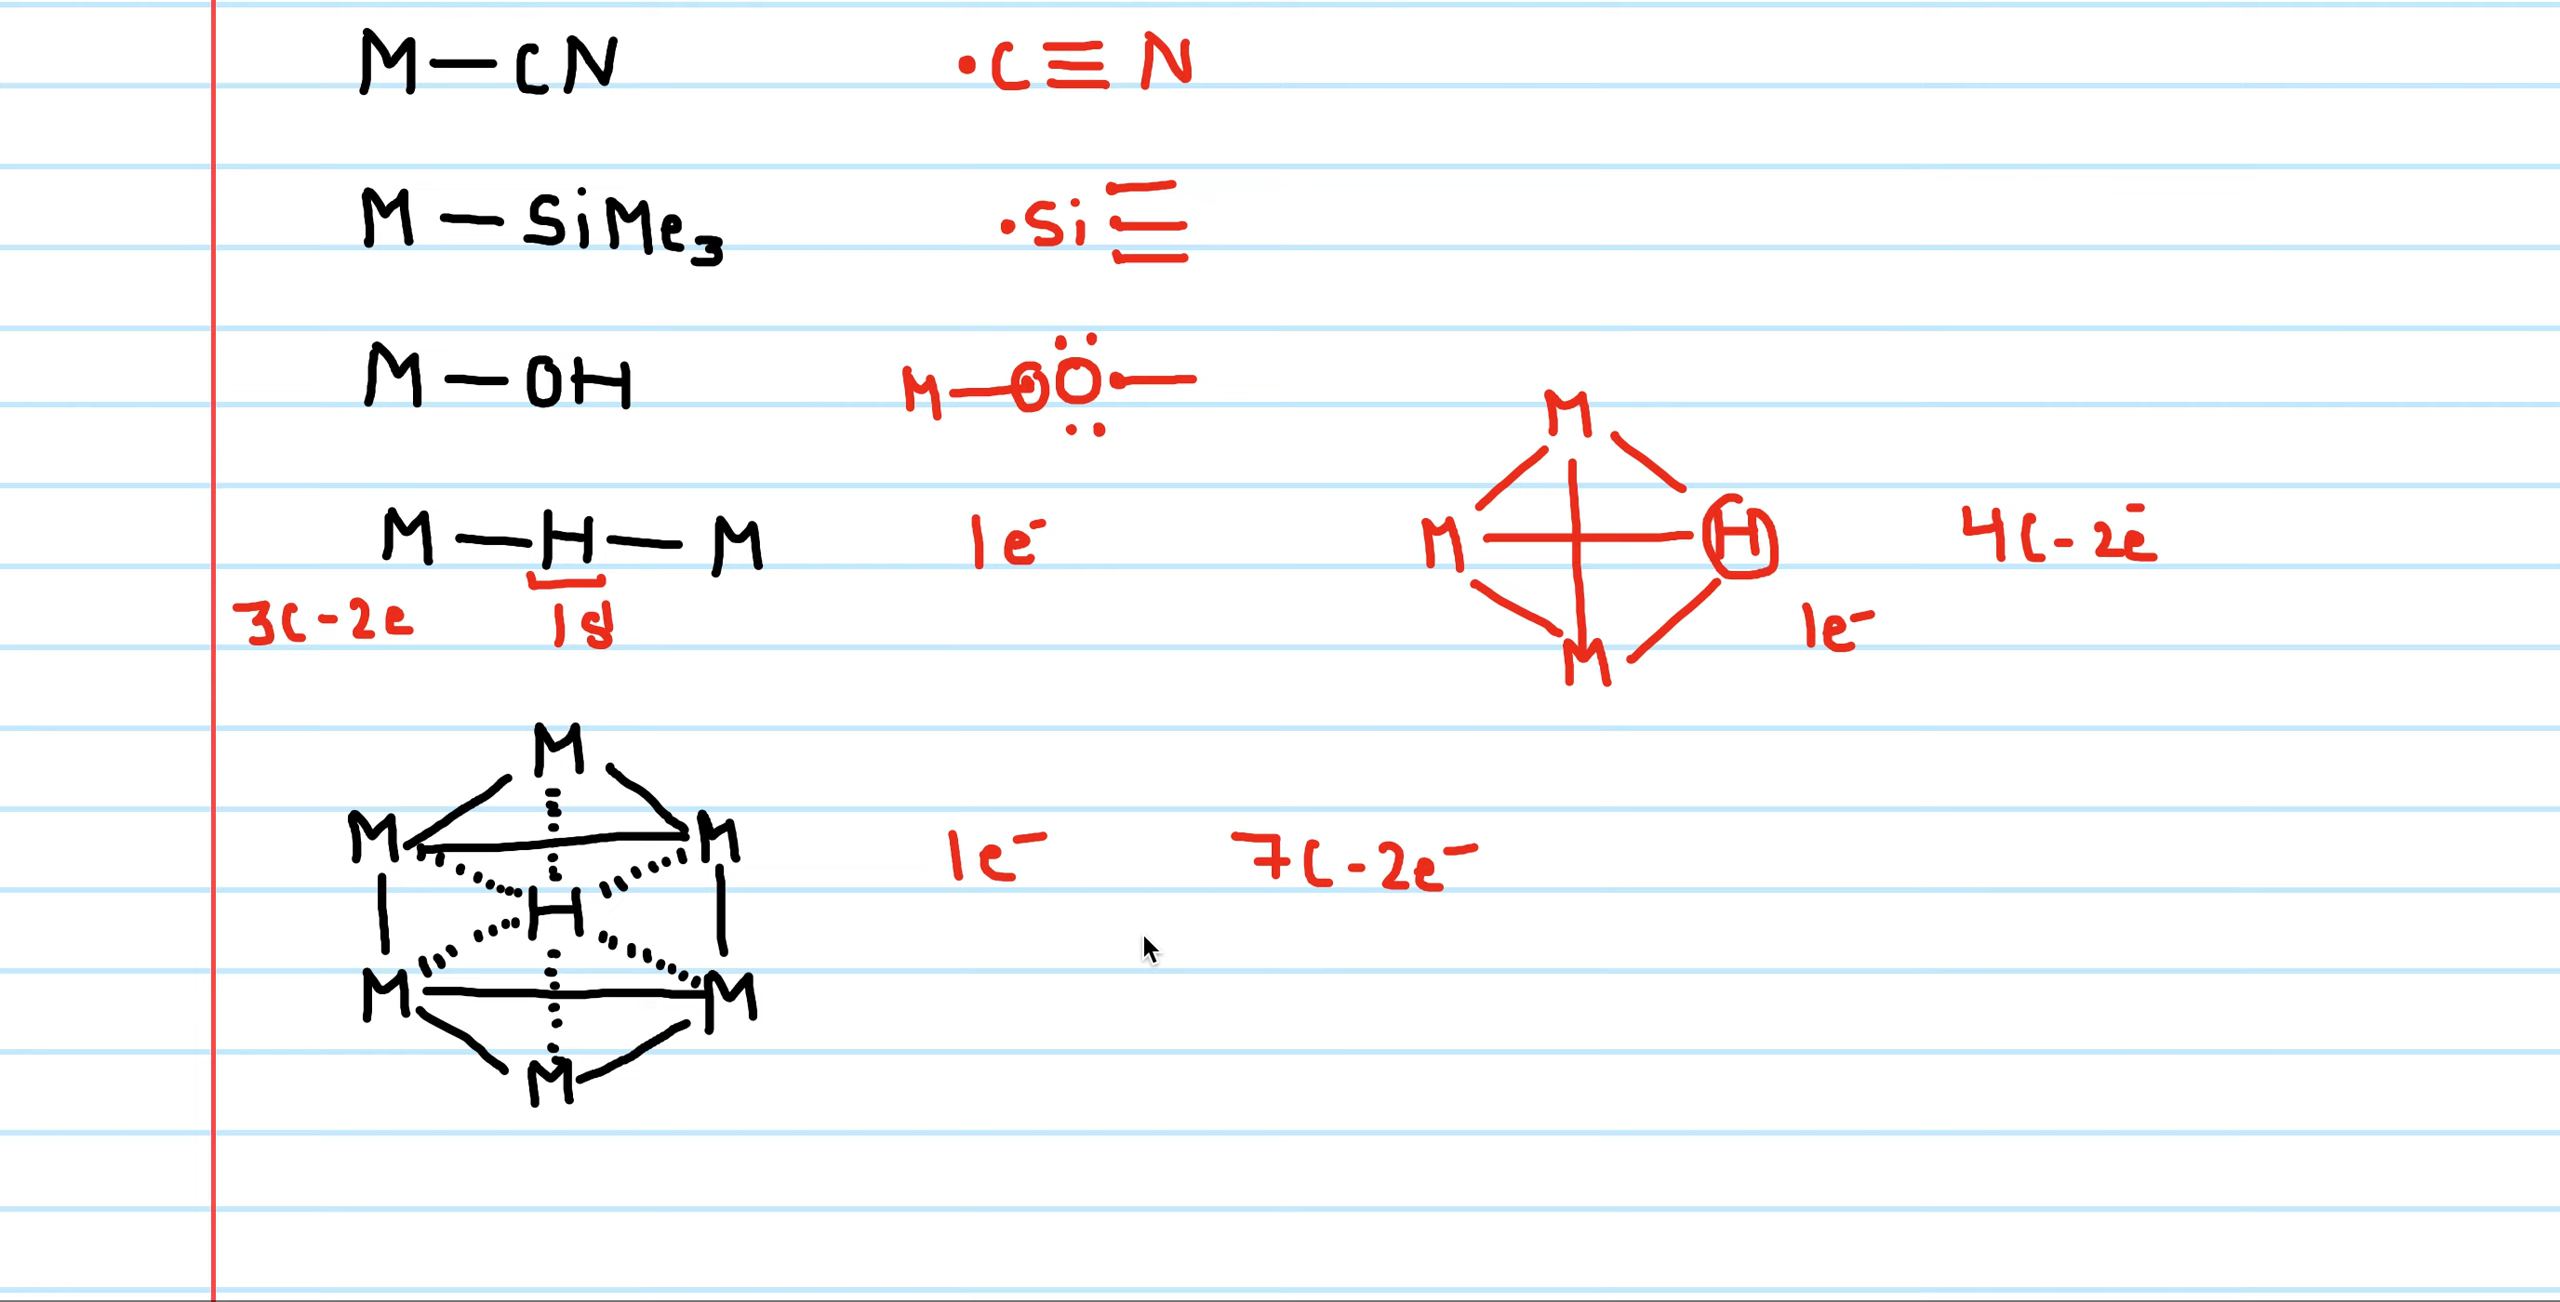 M—CN •C≡N
M—SiMe₃ •Si≡
M—OH M—O Ö
M
M—H—M 1e⁻ M H 4c-2e⁻
3c-2e 1s 1e⁻
M
M
M M 1e⁻ 7c-2e⁻
H
M M
M